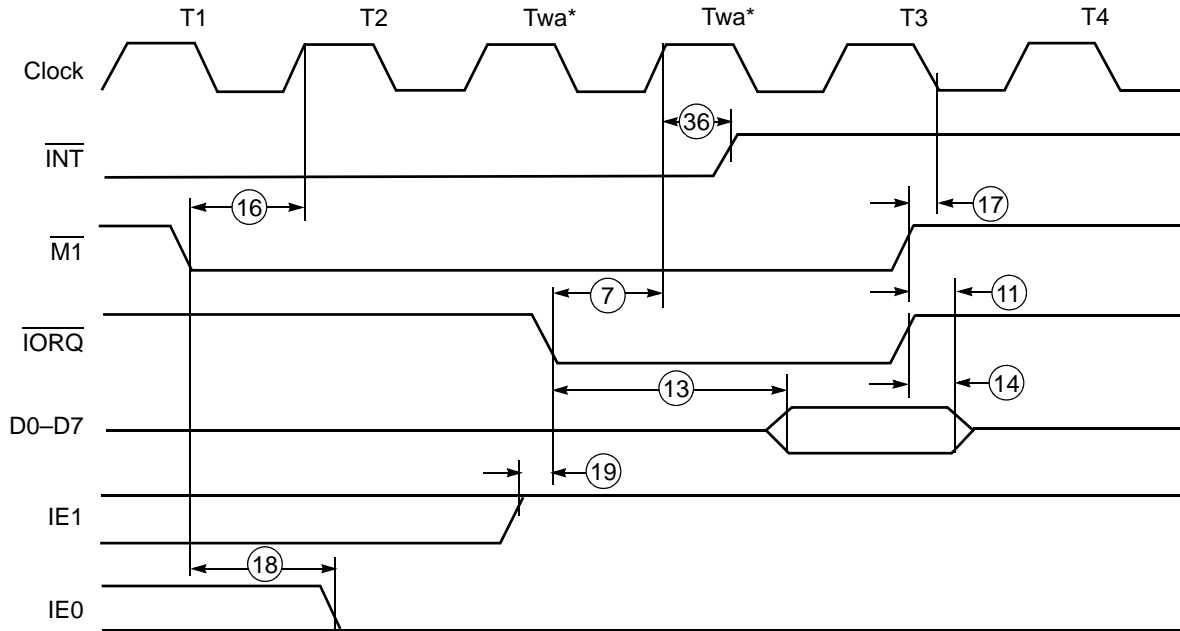 T1 T2 Twa* Twa* T3 T4
Clock
36
INT
16 17
M1
7 11
IORQ
13 14
D0–D7
19
IE1
18
IE0